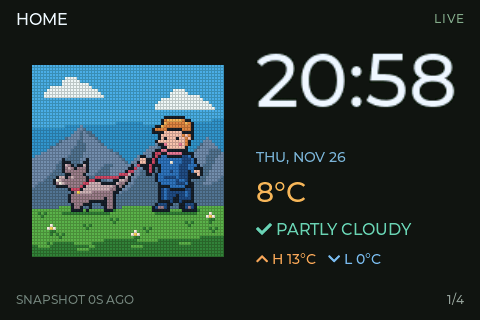 HOME
LIVE
20:58
THU, NOV 26
8°C
PARTLY CLOUDY
H 13°C L 0°C
SNAPSHOT 0S AGO
1/4